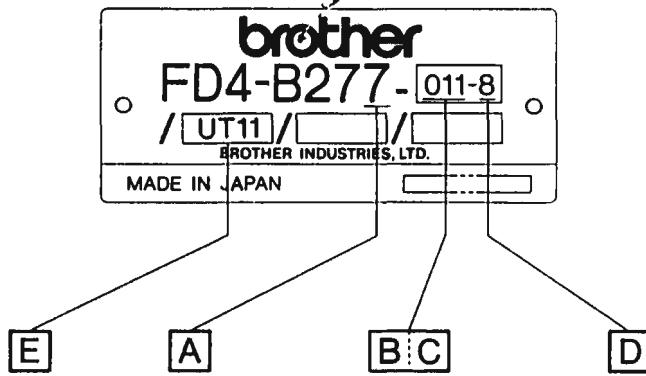 brother
FD4-B277-011-8
/ UT11 / /
BROTHER INDUSTRIES, LTD.
MADE IN JAPAN
E A B C D